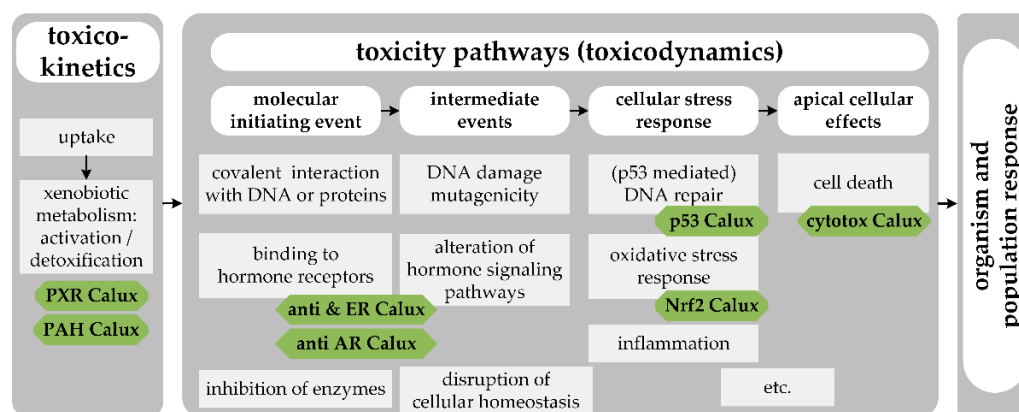 toxico-
kinetics
uptake
xenobiotic
metabolism:
activation /
detoxification
PXR Calux
PAH Calux
toxicity pathways (toxicodynamics)
molecular
initiating event
covalent interaction
with DNA or proteins
binding to
hormone receptors
inhibition of enzymes
intermediate
events
DNA damage
mutagenicity
alteration of
hormone signaling
pathways
anti & ER Calux
anti AR Calux
disruption of
cellular homeostasis
cellular stress
response
(p53 mediated)
DNA repair
p53 Calux
oxidative stress
response
Nrf2 Calux
inflammation
apical cellular
effects
cell death
cytotox Calux
etc.
organism and
population response